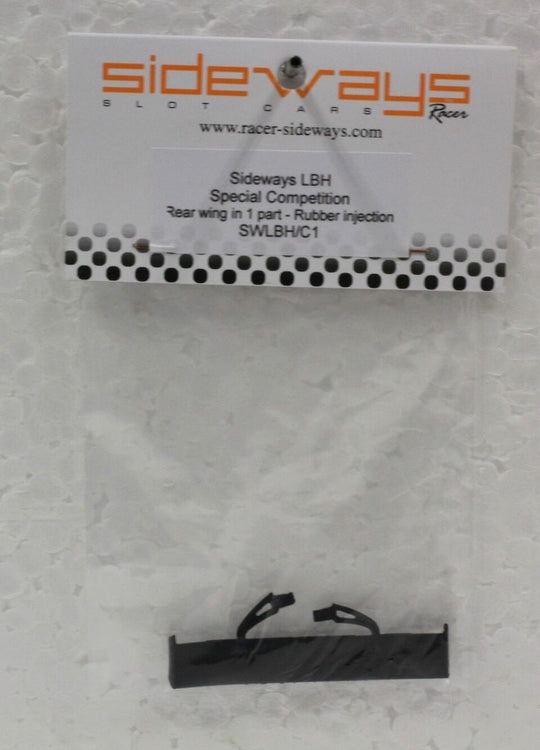 sideways
SLOT CARS Racer
www.racer-sideways.com
Sideways LBH
Special Competition
Rear wing in 1 part - Rubber injection
SWLBH/C1